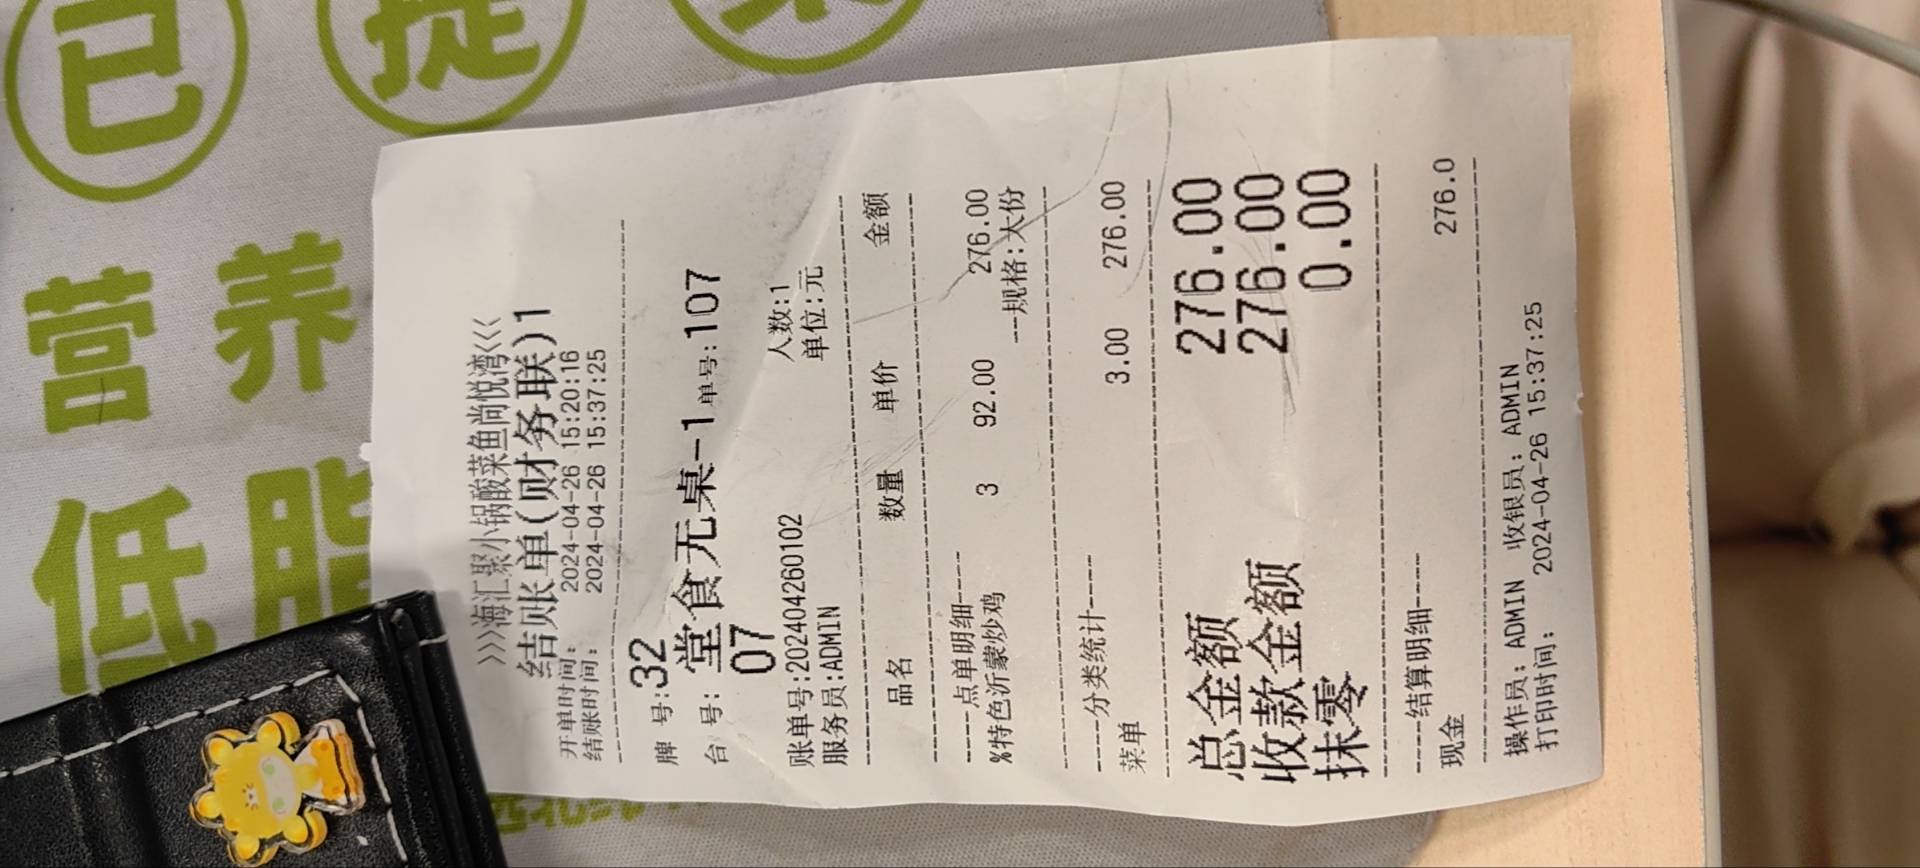 已 提
营养
低脂
>>>海汇聚小锅酸菜鱼尚悦湾<<<
结账单(财务联)1
开单时间: 2024-04-26 15:20:16
结账时间: 2024-04-26 15:37:25
牌 号:32
台 号: 堂食无桌-1 单号:107
07
账单号:202404260102 人数:1
服务员:ADMIN 单位:元
品名 数量 单价 金额
----点单明细----
%特色沂蒙炒鸡 3 92.00 276.00
--规格:大份
----分类统计----
菜单 3.00 276.00
总金额 276.00
收款金额 276.00
抹零 0.00
----结算明细----
现金 276.0
操作员: ADMIN 收银员: ADMIN
打印时间: 2024-04-26 15:37:25